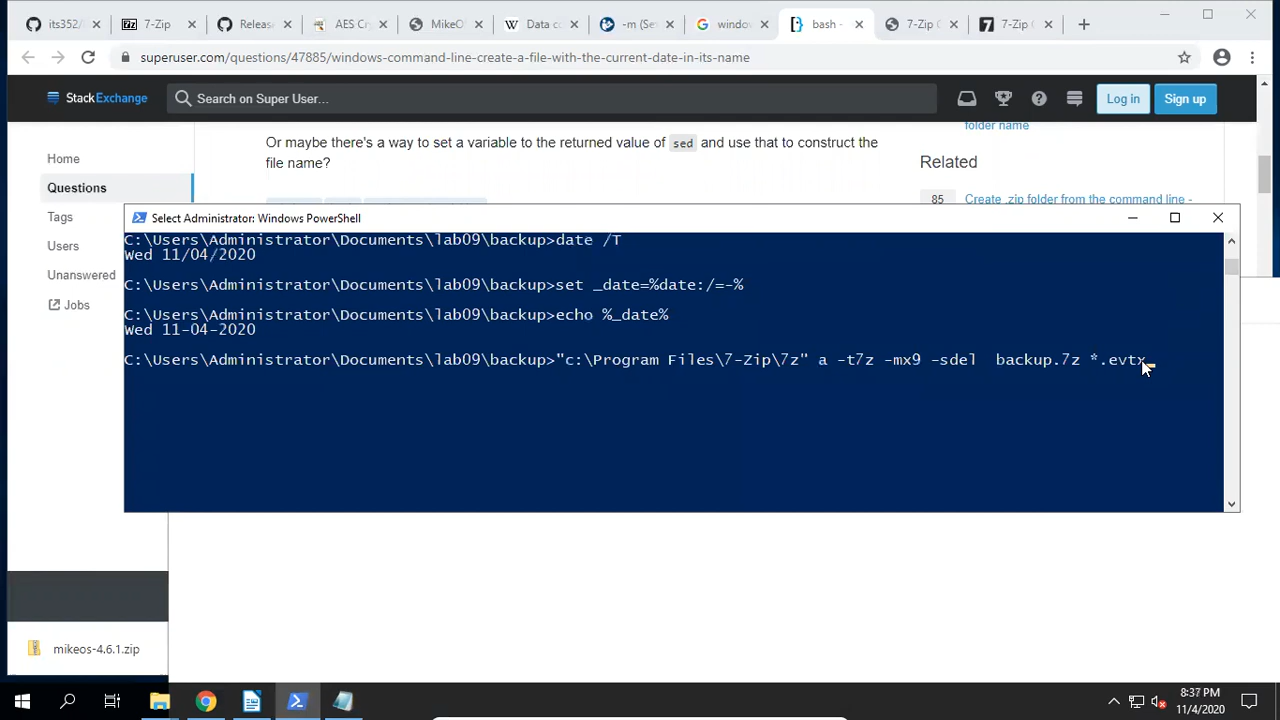 its352/
7-Zip
Release
AES Cr
MikeO
Data co
-m (Se
window
bash -
7-Zip C
7-Zip
superuser.com/questions/47885/windows-command-line-create-a-file-with-the-current-date-in-its-name
StackExchange
Search on Super User...
Log in
Sign up
Home
Questions
Tags
Users
Unanswered
Jobs
Or maybe there's a way to set a variable to the returned value of sed and use that to construct the
file name?
folder name
Related
85
Create .zip folder from the command line -
Select Administrator: Windows PowerShell
C:\Users\Administrator\Documents\lab09\backup>date /T
Wed 11/04/2020
C:\Users\Administrator\Documents\lab09\backup>set _date=%date:/=-%
C:\Users\Administrator\Documents\lab09\backup>echo %_date%
Wed 11-04-2020
C:\Users\Administrator\Documents\lab09\backup>"c:\Program Files\7-Zip\7z" a -t7z -mx9 -sdel  backup.7z *.evtx
mikeos-4.6.1.zip
8:37 PM
11/4/2020